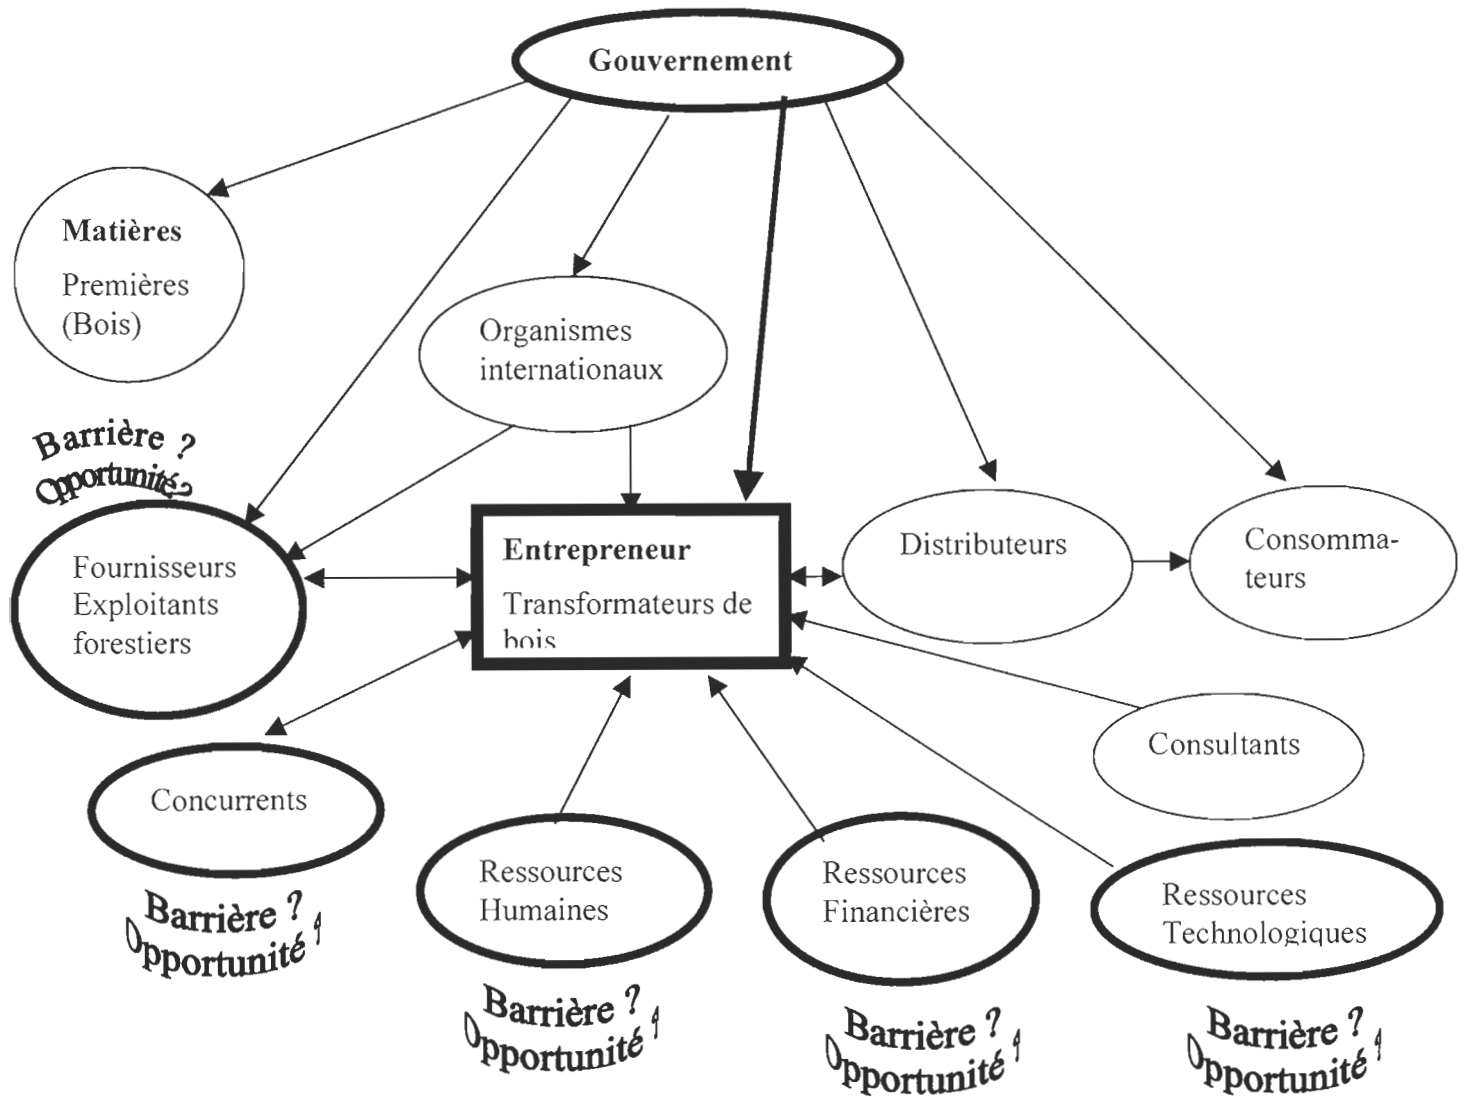 Gouvernement
Matières
Premières
(Bois)
Organismes
internationaux
Barrière ?
Opportunité?
Fournisseurs
Exploitants
forestiers
Entrepreneur
Transformateurs de
bois
Distributeurs
Consomma-
teurs
Consultants
Concurrents
Barrière ?
Opportunité ?
Ressources
Humaines
Barrière ?
Opportunité ?
Ressources
Financières
Barrière ?
Opportunité ?
Ressources
Technologiques
Barrière ?
Opportunité ?